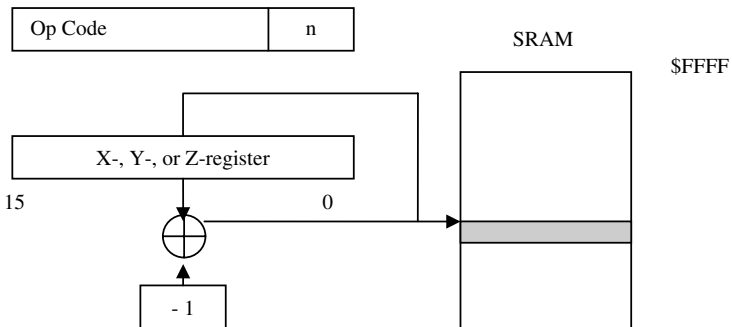 Op Code n
SRAM
$FFFF
X-, Y-, or Z-register
15 0
- 1